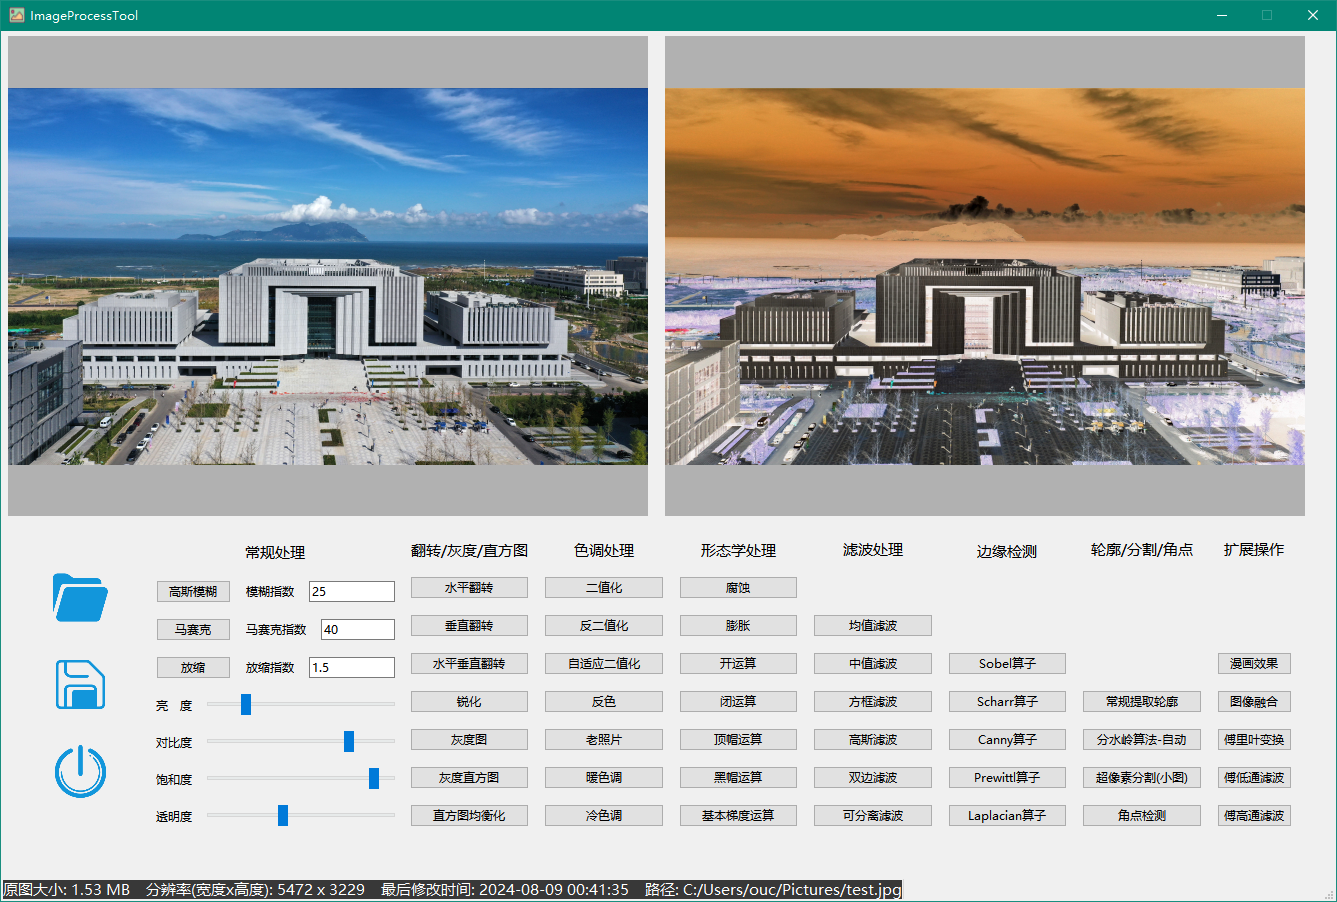 ImageProcessTool
常规处理 翻转/灰度/直方图 色调处理 形态学处理 滤波处理 边缘检测 轮廓/分割/角点 扩展操作
高斯模糊 模糊指数 25 水平翻转 二值化 腐蚀
马赛克 马赛克指数 40 垂直翻转 反二值化 膨胀 均值滤波
放缩 放缩指数 1.5 水平垂直翻转 自适应二值化 开运算 中值滤波 Sobel算子 漫画效果
亮 度 锐化 反色 闭运算 方框滤波 Scharr算子 常规提取轮廓 图像融合
对比度 灰度图 老照片 顶帽运算 高斯滤波 Canny算子 分水岭算法-自动 傅里叶变换
饱和度 灰度直方图 暖色调 黑帽运算 双边滤波 Prewittl算子 超像素分割(小图) 傅低通滤波
透明度 直方图均衡化 冷色调 基本梯度运算 可分离滤波 Laplacian算子 角点检测 傅高通滤波
原图大小: 1.53 MB 分辨率(宽度x高度): 5472 x 3229 最后修改时间: 2024-08-09 00:41:35 路径: C:/Users/ouc/Pictures/test.jpg